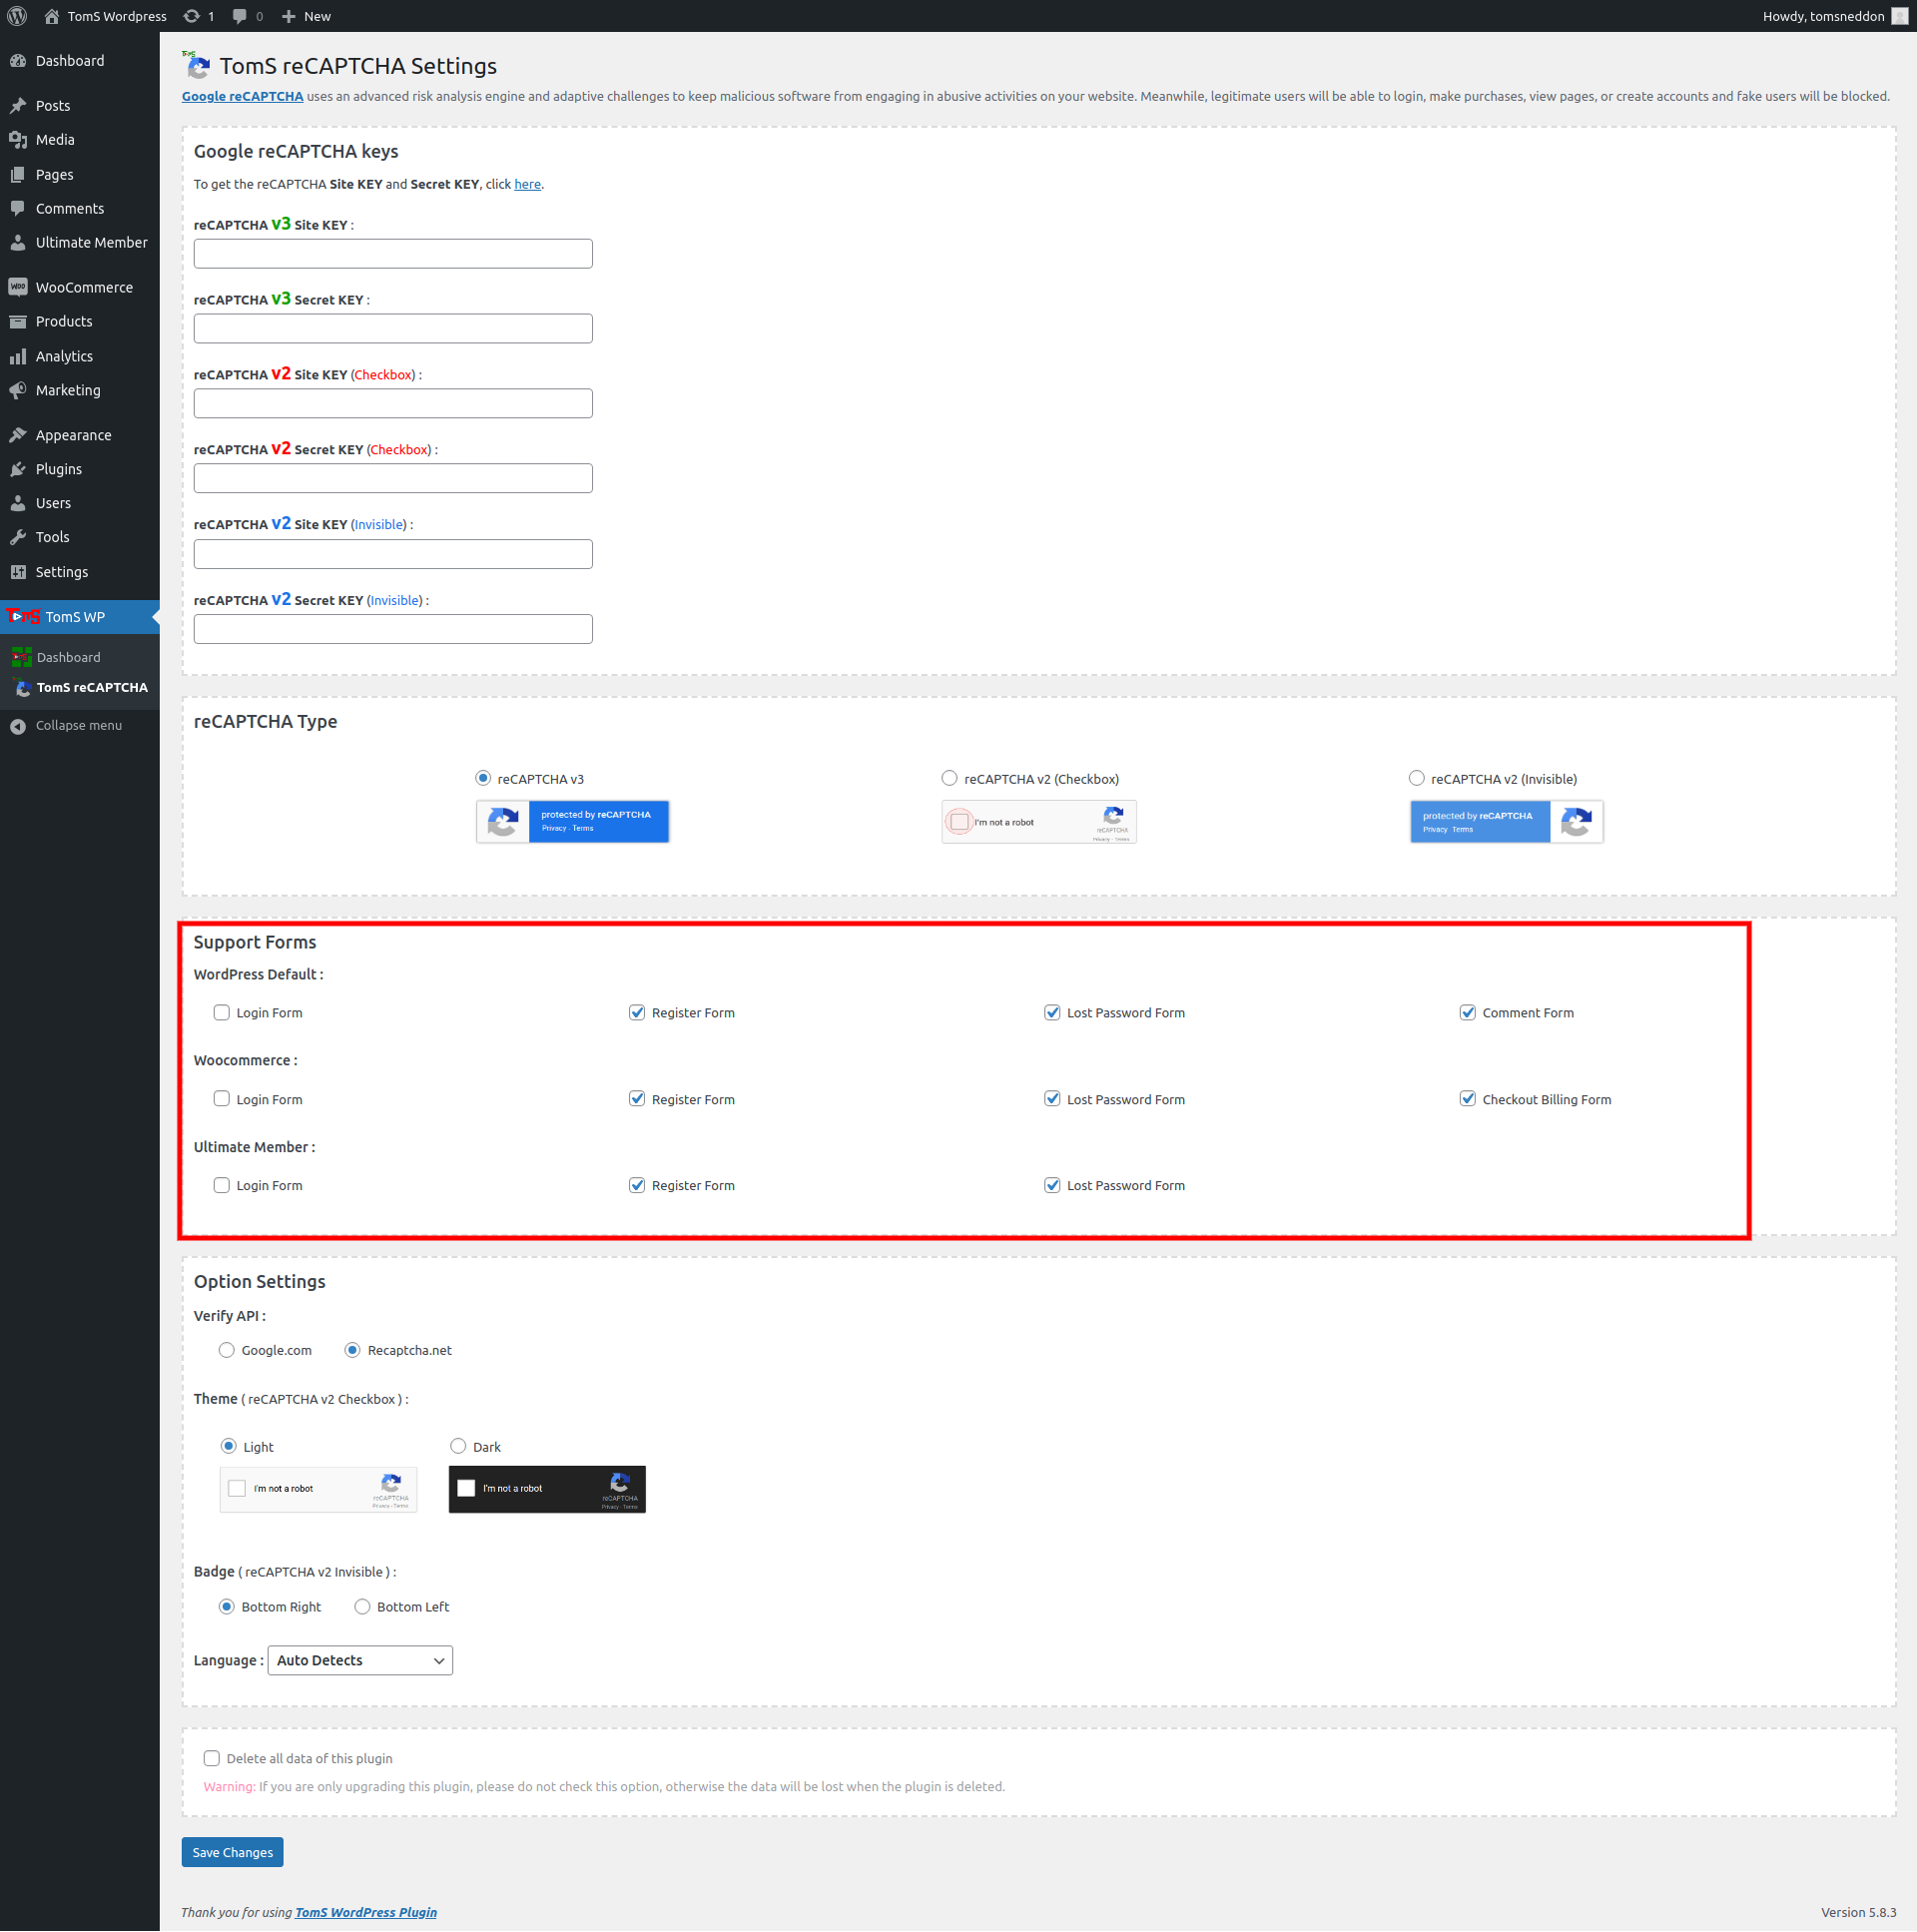 TomS Wordpress 1 0 New Howdy, tomsneddon
Dashboard
Posts
Media
Pages
Comments
Ultimate Member
WooCommerce
Products
Analytics
Marketing
Appearance
Plugins
Users
Tools
Settings
TomS WP
Dashboard
TomS reCAPTCHA
Collapse menu
TomS reCAPTCHA Settings
Google reCAPTCHA uses an advanced risk analysis engine and adaptive challenges to keep malicious software from engaging in abusive activities on your website. Meanwhile, legitimate users will be able to login, make purchases, view pages, or create accounts and fake users will be blocked.
Google reCAPTCHA keys
To get the reCAPTCHA Site KEY and Secret KEY, click here.
reCAPTCHA v3 Site KEY :
reCAPTCHA v3 Secret KEY :
reCAPTCHA v2 Site KEY (Checkbox) :
reCAPTCHA v2 Secret KEY (Checkbox) :
reCAPTCHA v2 Site KEY (Invisible) :
reCAPTCHA v2 Secret KEY (Invisible) :
reCAPTCHA Type
reCAPTCHA v3 reCAPTCHA v2 (Checkbox) reCAPTCHA v2 (Invisible)
protected by reCAPTCHA
Privacy - Terms
I'm not a robot
reCAPTCHA
Privacy - Terms
protected by reCAPTCHA
Privacy Terms
Support Forms
WordPress Default :
Login Form Register Form Lost Password Form Comment Form
Woocommerce :
Login Form Register Form Lost Password Form Checkout Billing Form
Ultimate Member :
Login Form Register Form Lost Password Form
Option Settings
Verify API :
Google.com Recaptcha.net
Theme ( reCAPTCHA v2 Checkbox ) :
Light Dark
I'm not a robot
reCAPTCHA
Privacy - Terms
I'm not a robot
reCAPTCHA
Privacy - Terms
Badge ( reCAPTCHA v2 Invisible ) :
Bottom Right Bottom Left
Language : Auto Detects
Delete all data of this plugin
Warning: If you are only upgrading this plugin, please do not check this option, otherwise the data will be lost when the plugin is deleted.
Save Changes
Thank you for using TomS WordPress Plugin Version 5.8.3